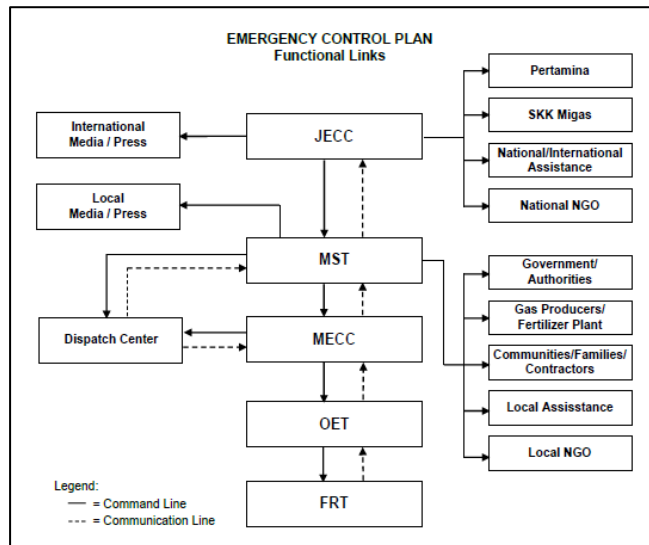 EMERGENCY CONTROL PLAN
Functional Links
Pertamina
International
Media / Press
JECC
SKK Migas
National/International
Assistance
Local
Media / Press
National NGO
MST
Government/
Authorities
Gas Producers/
Fertilizer Plant
Dispatch Center
MECC
Communities/Families/
Contractors
OET
Local Assisstance
Local NGO
Legend:
= Command Line
= Communication Line
FRT